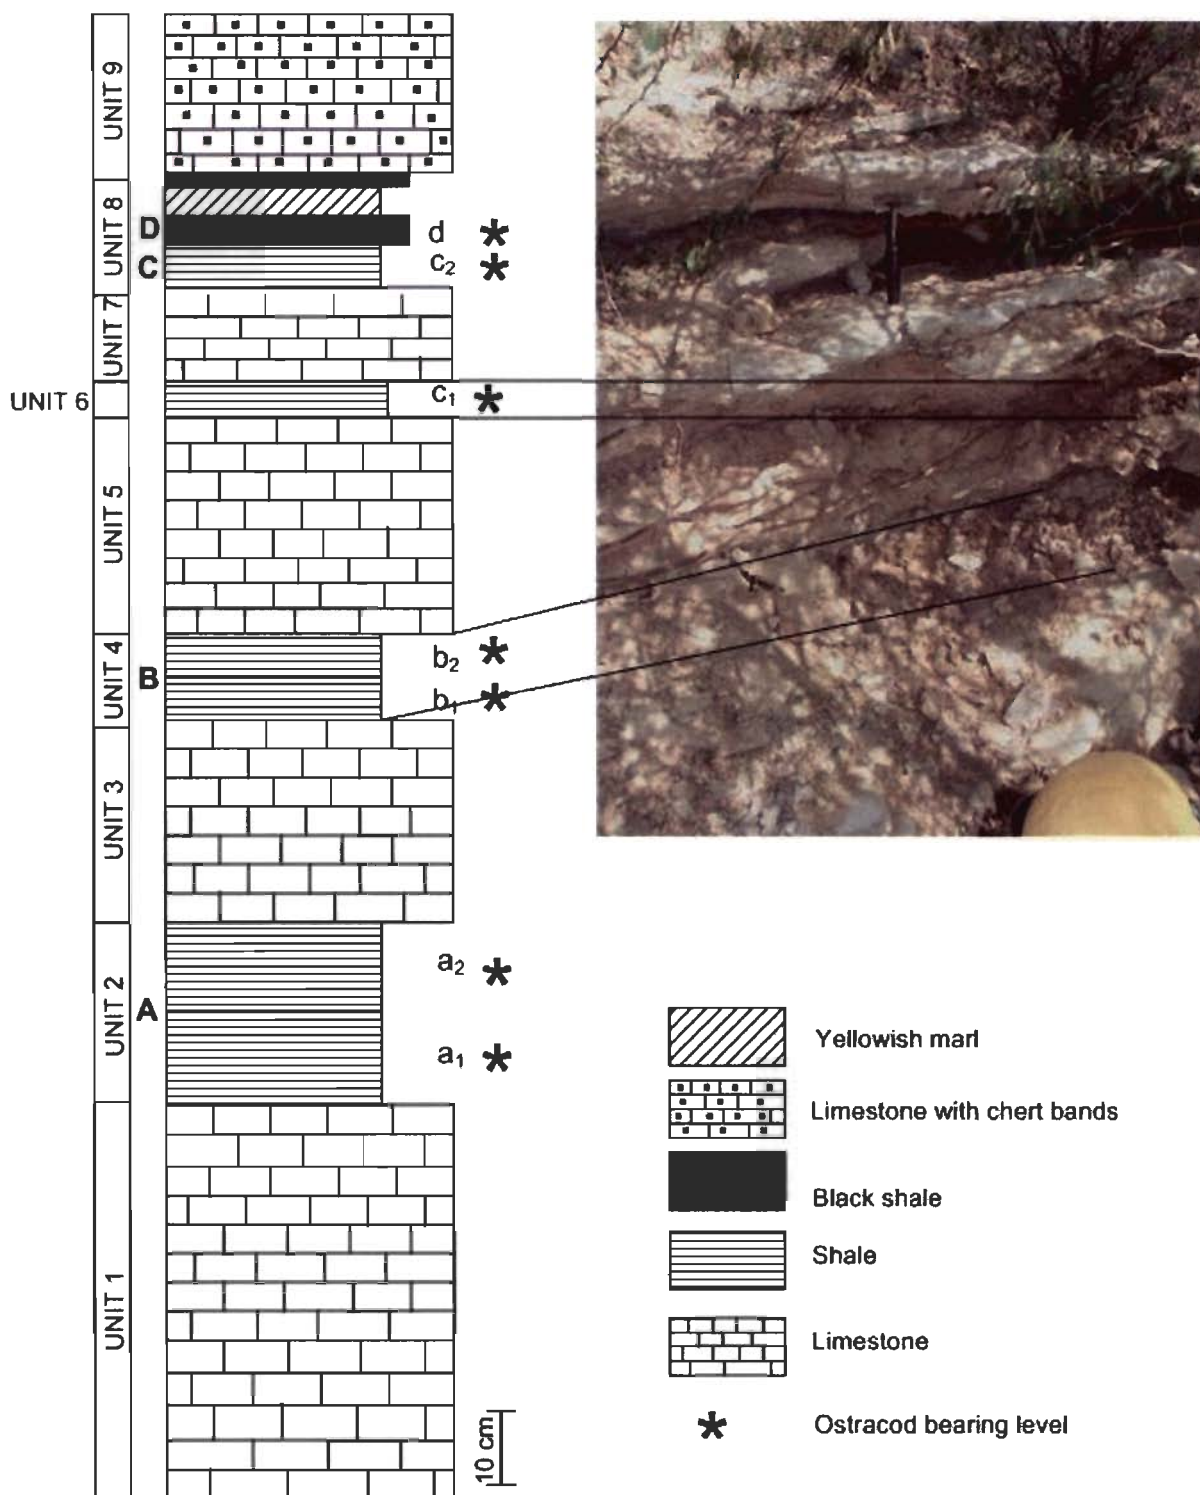 UNIT 9
UNIT 8
D
d *
C
c2 *
UNIT 7
UNIT 6
c1 *
UNIT 5
UNIT 4
B
b2 *
b1 *
UNIT 3
UNIT 2
A
a2 *
a1 *
UNIT 1
10 cm
Yellowish marl
Limestone with chert bands
Black shale
Shale
Limestone
* Ostracod bearing level